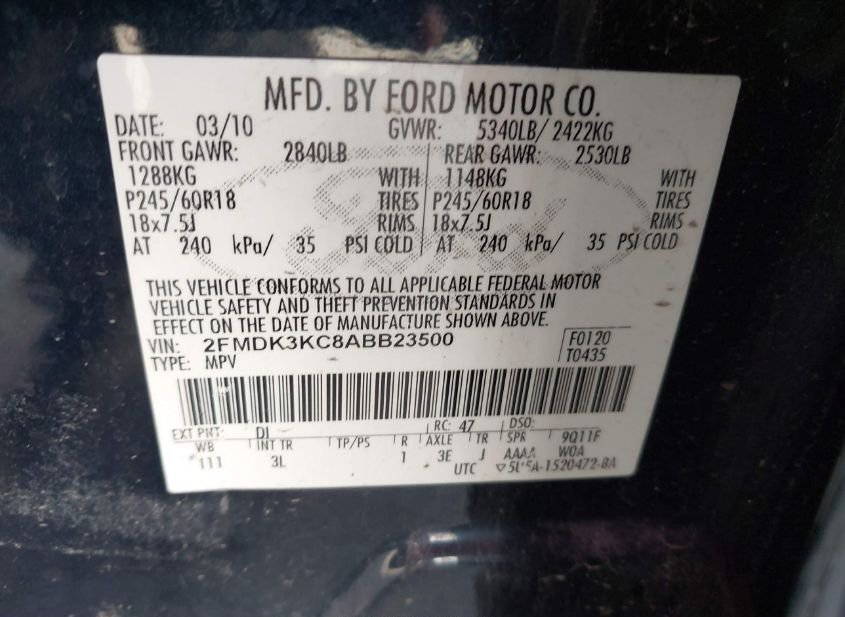 MFD. BY FORD MOTOR CO.
DATE: 03/10 GVWR: 5340LB/ 2422KG
FRONT GAWR: 2840LB REAR GAWR: 2530LB
1288KG WITH 1148KG WITH
P245/60R18 TIRES P245/60R18 TIRES
18x7.5J RIMS 18x7.5J RIMS
AT 240 kPa/ 35 PSI COLD AT 240 kPa/ 35 PSI COLD
THIS VEHICLE CONFORMS TO ALL APPLICABLE FEDERAL MOTOR
VEHICLE SAFETY AND THEFT PREVENTION STANDARDS IN
EFFECT ON THE DATE OF MANUFACTURE SHOWN ABOVE.
VIN: 2FMDK3KC8ABB23500 F0120
TYPE: MPV T0435
EXT PNT: DI RC: 47 DSO:
WB INT TR TP/PS R AXLE TR SPR 9Q11F
111 3L 1 3E J AAAA WOA
UTC